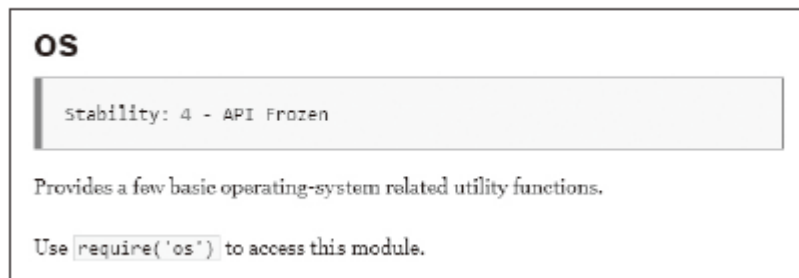 OS
Stability: 4 - API Frozen
Provides a few basic operating-system related utility functions.
Use require('os') to access this module.